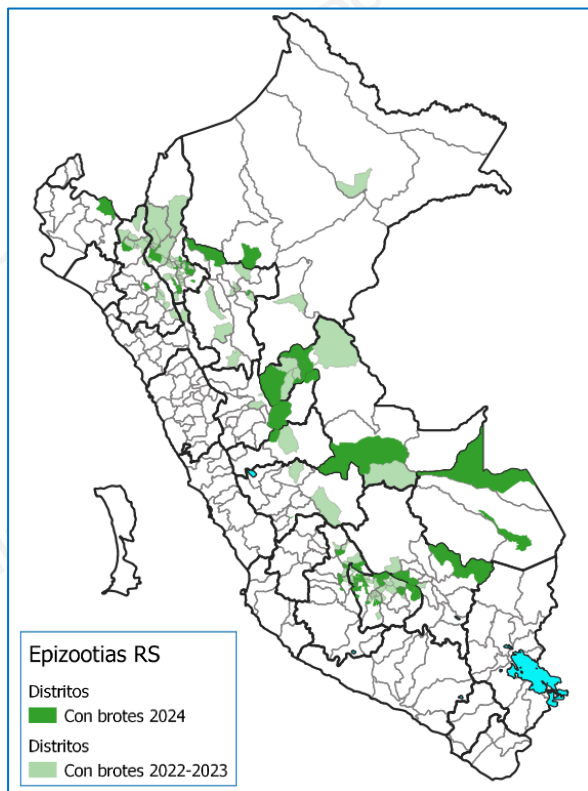 Epizootias RS
Distritos
Con brotes 2024
Distritos
Con brotes 2022-2023